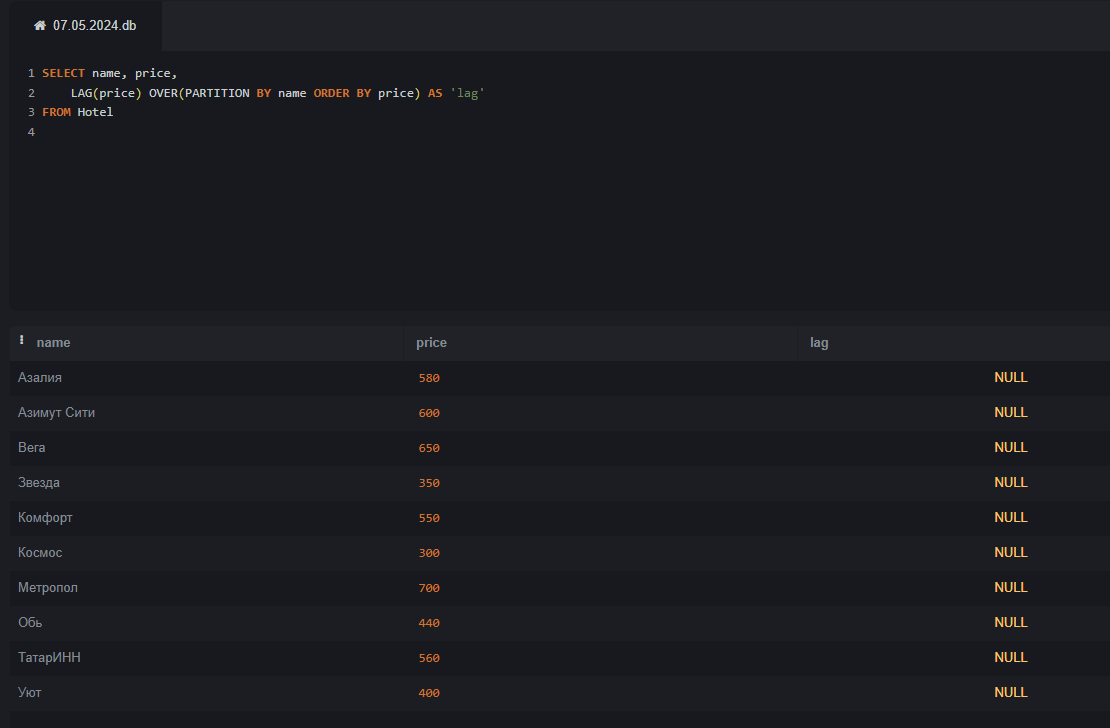 07.05.2024.db
1 SELECT name, price,
2 LAG(price) OVER(PARTITION BY name ORDER BY price) AS 'lag'
3 FROM Hotel
4
name price lag
Азалия 580 NULL
Азимут Сити 600 NULL
Вега 650 NULL
Звезда 350 NULL
Комфорт 550 NULL
Космос 300 NULL
Метропол 700 NULL
Обь 440 NULL
ТатарИНН 560 NULL
Уют 400 NULL